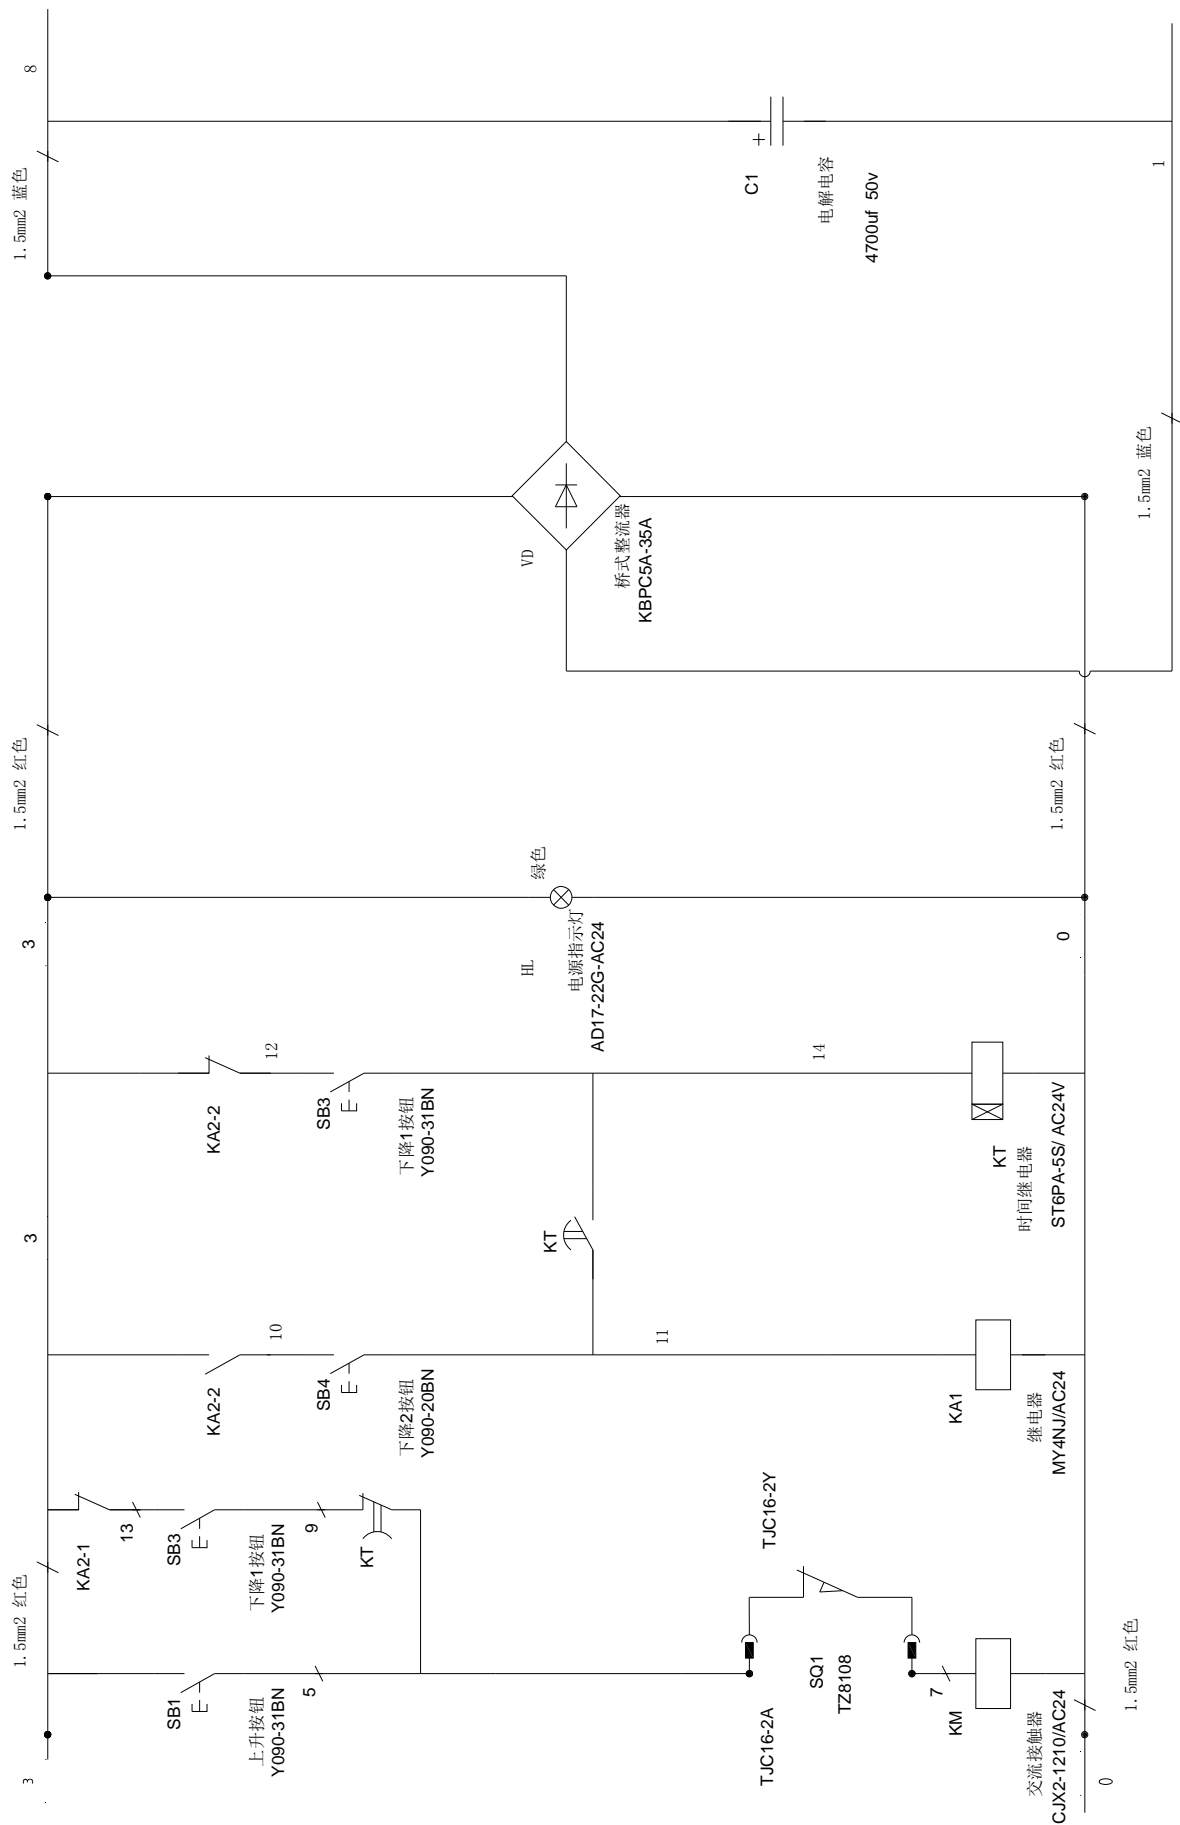 3
1.5mm2 红色
3
3
1.5mm2 红色
1.5mm2 蓝色
8
KA2-1
13
SB1
上升按钮
Y090-31BN
5
SB3
下降1按钮
Y090-31BN
9
KT
KA2-2
10
SB4
下降2按钮
Y090-20BN
KA2-2
12
SB3
下降1按钮
Y090-31BN
KT
11
14
HL
绿色
电源指示灯
AD17-22G-AC24
VD
桥式整流器
KBPC5A-35A
C1
+
电解电容
4700uf 50v
TJC16-2A
TJC16-2Y
SQ1
TZ8108
7
KM
交流接触器
CJX2-1210/AC24
KA1
继电器
MY4NJ/AC24
KT
时间继电器
ST6PA-5S/ AC24V
0
1.5mm2 红色
0
1.5mm2 红色
1.5mm2 蓝色
1